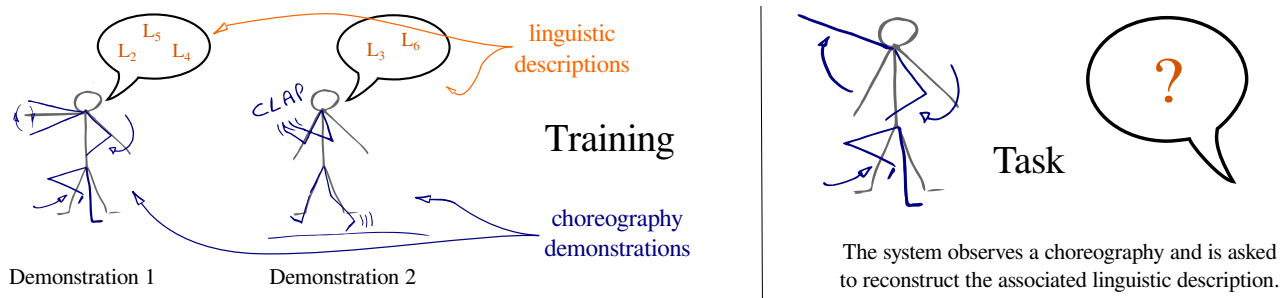 L5
L2 L4
L3 L6
linguistic
descriptions
CLAP
Training
choreography
demonstrations
Demonstration 1
Demonstration 2
?
Task
The system observes a choreography and is asked
to reconstruct the associated linguistic description.